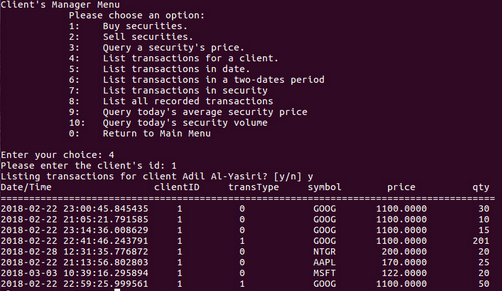 Client's Manager Menu
Please choose an option:
1: Buy securities.
2: Sell securities.
3: Query a security's price.
4: List transactions for a client.
5: List transactions in date.
6: List transactions in a two-dates period
7: List transactions in security
8: List all recorded transactions
9: Query today's average security price
10: Query today's security volume
0: Return to Main Menu
Enter your choice: 4
Please enter the client's id: 1
Listing transactions for client Adil Al-Yasiri? [y/n] y
Date/Time clientID transType symbol price qty
================================================================================
2018-02-22 23:00:45.845435 1 0 GOOG 1100.0000 30
2018-02-22 21:05:21.791585 1 0 GOOG 1100.0000 10
2018-02-22 23:14:36.008629 1 0 GOOG 1100.0000 15
2018-02-22 22:41:46.243791 1 1 GOOG 1100.0000 201
2018-02-28 12:31:35.776872 1 0 NTGR 200.0000 20
2018-02-22 21:13:56.802803 1 0 AAPL 170.0000 25
2018-03-03 10:39:16.295894 1 0 MSFT 122.0000 20
2018-02-22 22:59:25.999561 1 1 GOOG 1100.0000 50